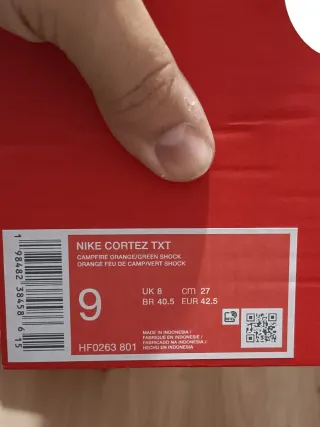 NIKE CORTEZ TXT
CAMPFIRE ORANGE/GREEN SHOCK
ORANGE FEU DE CAMP/VERT SHOCK
9
UK 8 cm 27
BR 40.5 EUR 42.5
MADE IN INDONESIA /
FABRIQUÉ EN INDONÉSIE /
FABRICADO NA INDONÉSIA /
HECHO EN INDONESIA
HF0263 801
1 98482 38458 6 15